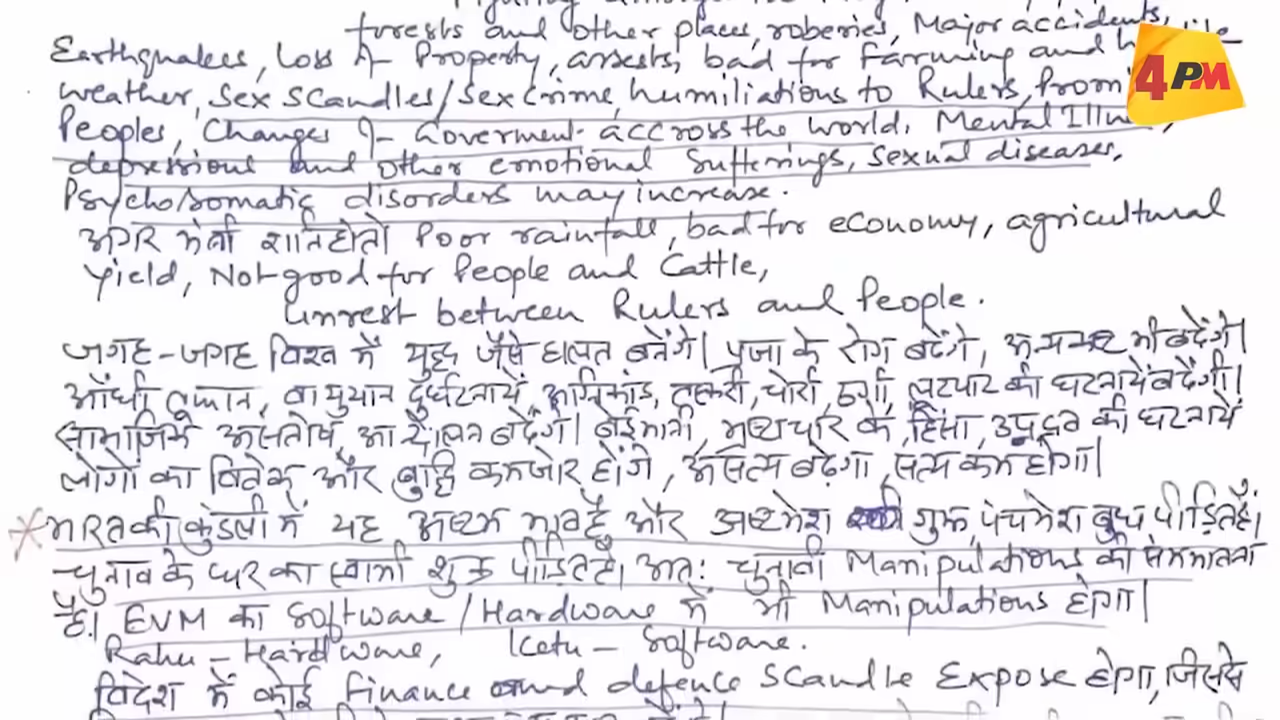 forests and other places, roberies, Major accidents,
4PM
Earthquakes, Loss of Property, arrests, bad for Farming and
weather, Sex Scandles/Sex crime, humiliations to Rulers,
Peoples, Changes of Goverment accross the world. Mental
depressions and other emotional Sufferings, Sexual diseases,
Psychosomatic disorders may increase.
अगर मंत्री शनि हो तो Poor rainfall, bad for economy, agricultural
Yield, Not good for People and Cattle,
Unrest between Rulers and People.
जगह-जगह विश्व में युद्ध जैसे हालात बनेंगे। प्रजा के रोग बढेंगे, भी बढेंगे।
आँधी तूफान, वायुयान दुर्घटनायें, अग्निकांड, तस्करी, चोरी, ठगी, लूटपाट की घटनायें बढेंगी।
सामाजिक असंतोष, आन्दोलन बढेंगे। बेईमानी, भ्रष्टाचार के, हिंसा, उपद्रव की घटनायें
लोगों का विवेक और बुद्धि कमजोर होंगे, असत्य बढ़ेगा, सत्य कम होगा।
भारत की कुंडली में यह अष्टम भाव है और अष्टमेश गुरू, पंचमेश बुध पीड़ित हैं।
चुनाव के घर का स्वामी शुक्र पीड़ित है। अतः चुनावी Manipulations की संभावना
है। EVM का Software/Hardware में भी Manipulations होगा।
Rahu - Hardware, Ketu - Software.
विदेश में कोई Finance and defence Scandle Expose होगा, जिससे